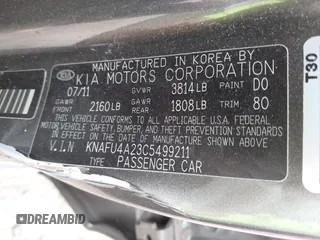 MANUFACTURED IN KOREA BY
KIA KIA MOTORS CORPORATION
07/11 GVWR 3814LB PAINT D0
GAWR FRONT 2160LB GAWR REAR 1808LB TRIM 80
THIS VEHICLE CONFORMS TO ALL APPLICABLE U.S.
FEDERAL MOTOR VEHICLE SAFETY, BUMPER, AND
THEFT PREVENTION STANDARDS
IN EFFECT ON THE DATE OF MANUFACTURE SHOWN ABOVE.
V.I.N KNAFU4A23C5499211
PASSENGER CAR
T30
DREAMBID